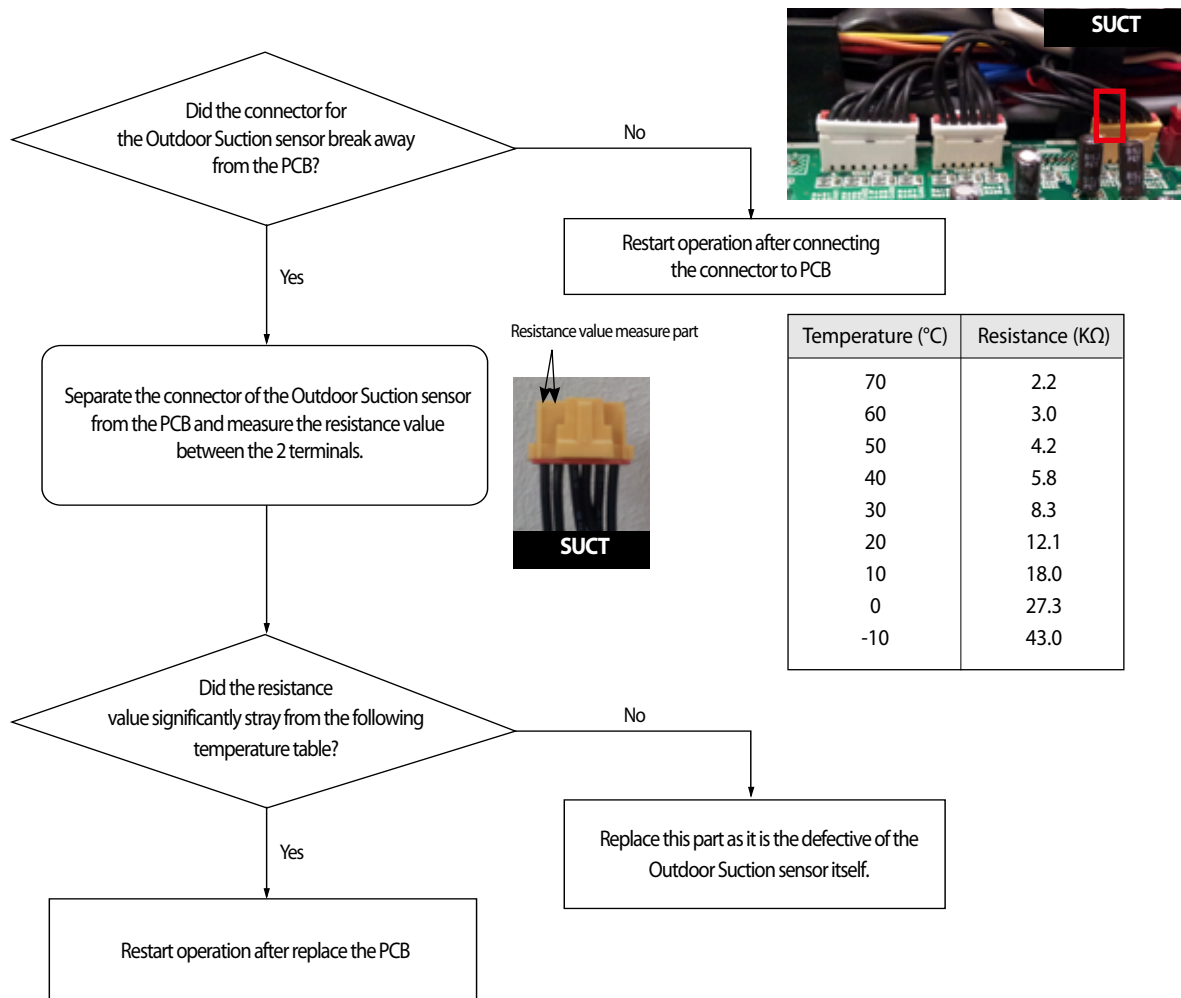 SUCT
Did the connector for
the Outdoor Suction sensor break away
from the PCB?
No
Restart operation after connecting
the connector to PCB
Yes
Resistance value measure part
Separate the connector of the Outdoor Suction sensor
from the PCB and measure the resistance value
between the 2 terminals.
SUCT
Temperature (°C) Resistance (KΩ)
70 2.2
60 3.0
50 4.2
40 5.8
30 8.3
20 12.1
10 18.0
0 27.3
-10 43.0
Did the resistance
value significantly stray from the following
temperature table?
No
Replace this part as it is the defective of the
Outdoor Suction sensor itself.
Yes
Restart operation after replace the PCB